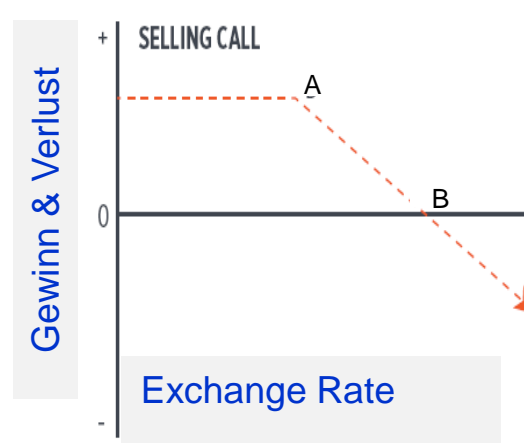 +
SELLING CALL
A
Gewinn & Verlust
B
0
Exchange Rate
-